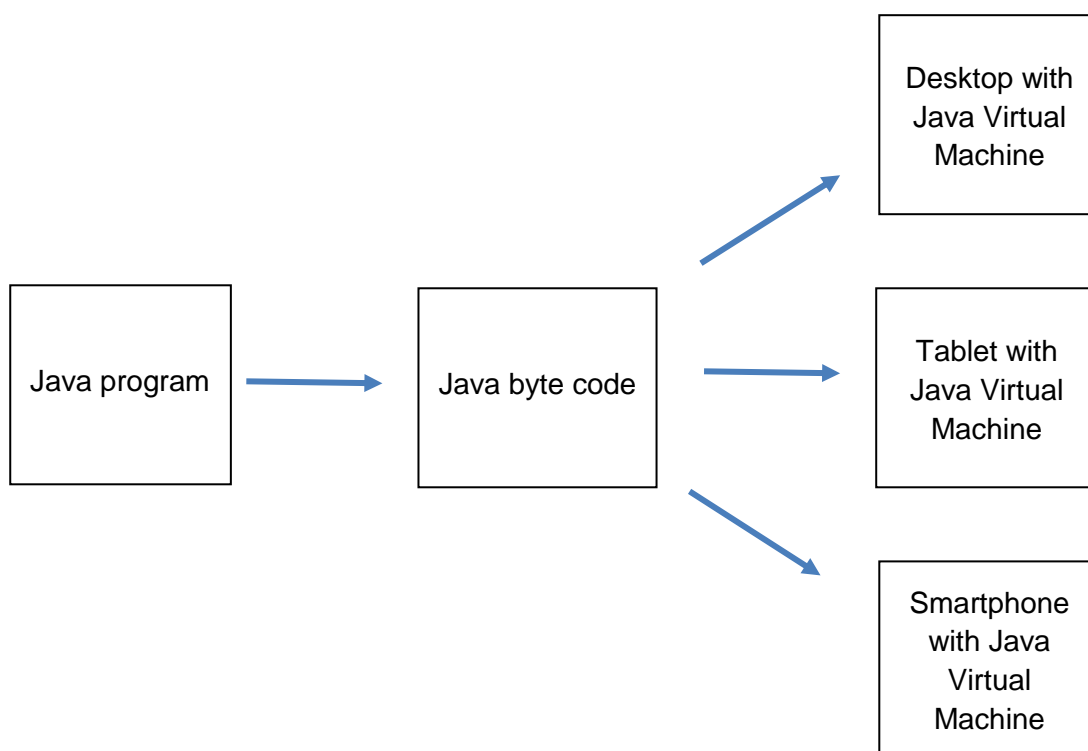 Java program
Java byte code
Desktop with
Java Virtual
Machine
Tablet with
Java Virtual
Machine
Smartphone
with Java
Virtual
Machine